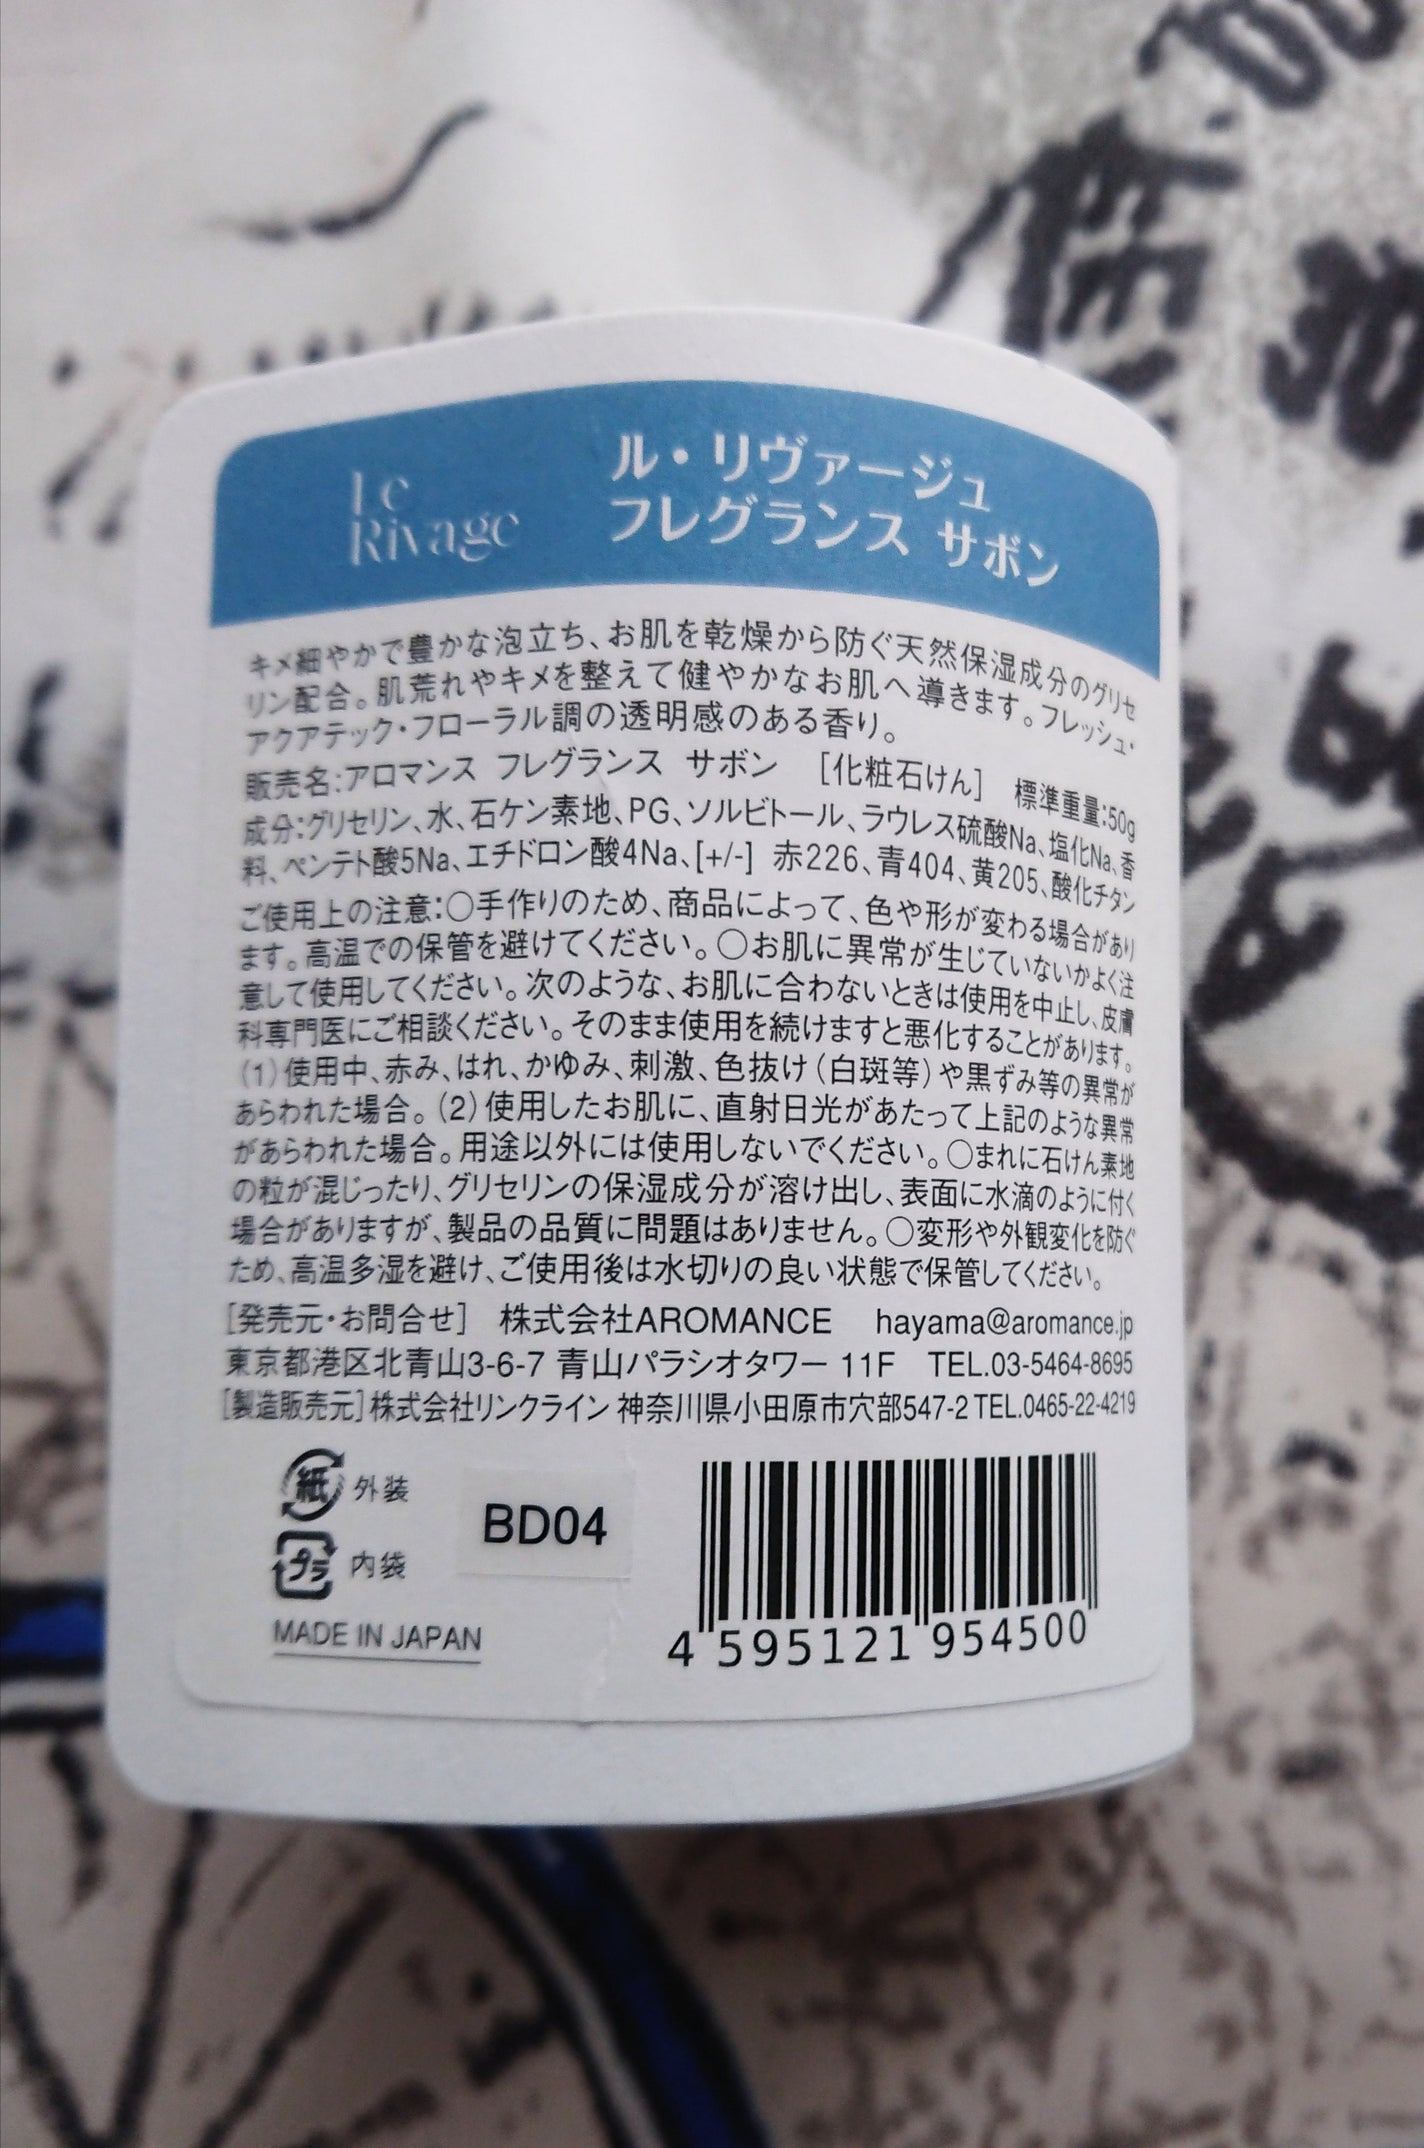 Le
Rivage
ル・リヴァージュ
フレグランス サボン
キメ細やかで豊かな泡立ち、お肌を乾燥から防ぐ天然保湿成分のグリセ
リン配合。肌荒れやキメを整えて健やかなお肌へ導きます。フレッシュ・
アクアテック・フローラル調の透明感のある香り。
販売名:アロマンス フレグランス サボン [化粧石けん] 標準重量:50g
成分:グリセリン、水、石ケン素地、PG、ソルビトール、ラウレス硫酸Na、塩化Na、香
料、ペンテト酸5Na、エチドロン酸4Na、[+/-] 赤226、青404、黄205、酸化チタン
ご使用上の注意:○手作りのため、商品によって、色や形が変わる場合があり
ます。高温での保管を避けてください。○お肌に異常が生じていないかよく注
意して使用してください。次のような、お肌に合わないときは使用を中止し、皮膚
科専門医にご相談ください。そのまま使用を続けますと悪化することがあります。
(1)使用中、赤み、はれ、かゆみ、刺激、色抜け(白斑等)や黒ずみ等の異常が
あらわれた場合。(2)使用したお肌に、直射日光があたって上記のような異常
があらわれた場合。用途以外には使用しないでください。○まれに石けん素地
の粒が混じったり、グリセリンの保湿成分が溶け出し、表面に水滴のように付く
場合がありますが、製品の品質に問題はありません。○変形や外観変化を防ぐ
ため、高温多湿を避け、ご使用後は水切りの良い状態で保管してください。
[発売元・お問合せ] 株式会社AROMANCE hayama@aromance.jp
東京都港区北青山3-6-7 青山パラシオタワー 11F TEL.03-5464-8695
[製造販売元]株式会社リンクライン 神奈川県小田原市穴部547-2 TEL.0465-22-4219
紙 外装
プラ 内袋
BD04
MADE IN JAPAN
4 595121 954500